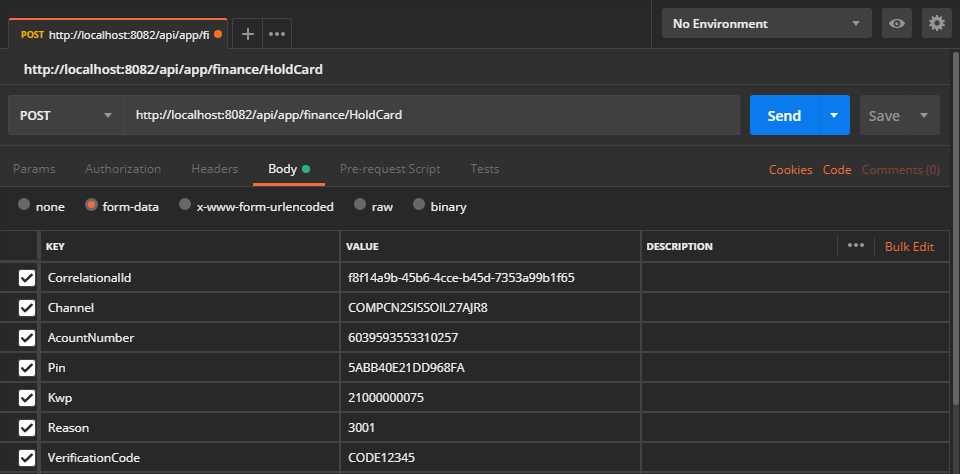 POST http://localhost:8082/api/app/fi
No Environment
http://localhost:8082/api/app/finance/HoldCard
POST http://localhost:8082/api/app/finance/HoldCard Send Save
Params Authorization Headers Body Pre-request Script Tests Cookies Code Comments (0)
none form-data x-www-form-urlencoded raw binary
KEY VALUE DESCRIPTION Bulk Edit
CorrelationalId f8f14a9b-45b6-4cce-b45d-7353a99b1f65
Channel COMPCN2SISSOIL27AJR8
AcountNumber 6039593553310257
Pin 5ABB40E21DD968FA
Kwp 21000000075
Reason 3001
VerificationCode CODE12345